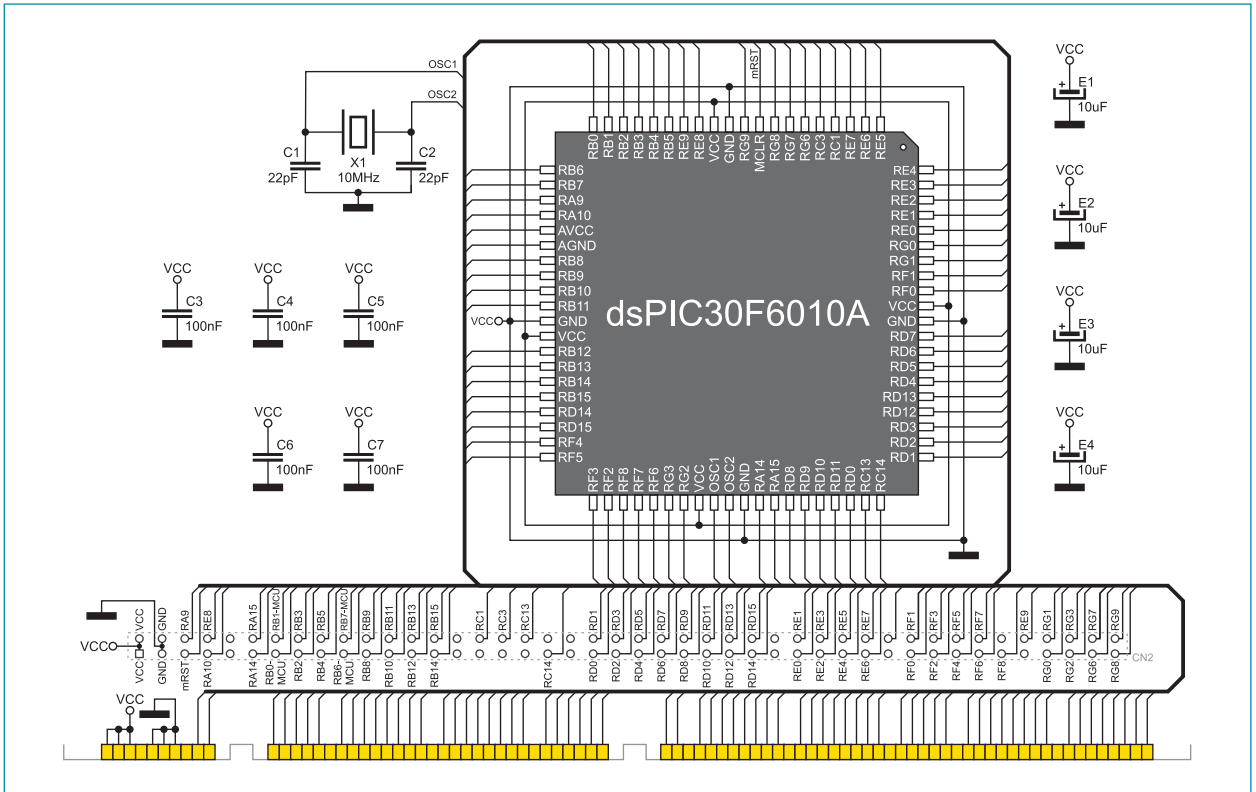 OSC1
OSC2
C1
22pF
X1
10MHz
C2
22pF
VCC
C3
100nF
VCC
C4
100nF
VCC
C5
100nF
VCC
C6
100nF
VCC
C7
100nF
mRST
RB0
RB1
RB2
RB3
RB4
RB5
RE9
RE8
VCC
GND
RG9
MCLR
RG8
RG7
RG6
RC3
RC1
RE7
RE6
RE5
RB6
RB7
RA9
RA10
AVCC
AGND
RB8
RB9
RB10
RB11
GND
VCC
RB12
RB13
RB14
RB15
RD14
RD15
RF4
RF5
VCC
dsPIC30F6010A
RE4
RE3
RE2
RE1
RE0
RG0
RG1
RF1
RF0
VCC
GND
RD7
RD6
RD5
RD4
RD13
RD12
RD3
RD2
RD1
RF3
RF2
RF8
RF7
RF6
RG3
RG2
VCC
OSC1
OSC2
GND
RA14
RA15
RD8
RD9
RD10
RD11
RD0
RC13
RC14
VCC
E1
+
10uF
VCC
E2
+
10uF
VCC
E3
+
10uF
VCC
E4
+
10uF
VCC
VCC
GND
RA9
RE8
RA15
RB1-MCU
RB3
RB5
RB7-MCU
RB9
RB11
RB13
RB15
RC1
RC3
RC13
RD1
RD3
RD5
RD7
RD9
RD11
RD13
RD15
RE1
RE3
RE5
RE7
RF1
RF3
RF5
RF7
RE9
RG1
RG3
RG7
RG9
VCC
GND
mRST
RA10
RA14
RB0-
MCU
RB2
RB4
RB6-
MCU
RB8
RB10
RB12
RB14
RC14
RD0
RD2
RD4
RD6
RD8
RD10
RD12
RD14
RE0
RE2
RE4
RE6
RF0
RF2
RF4
RF6
RF8
RG0
RG2
RG6
RG8
CN2
VCC